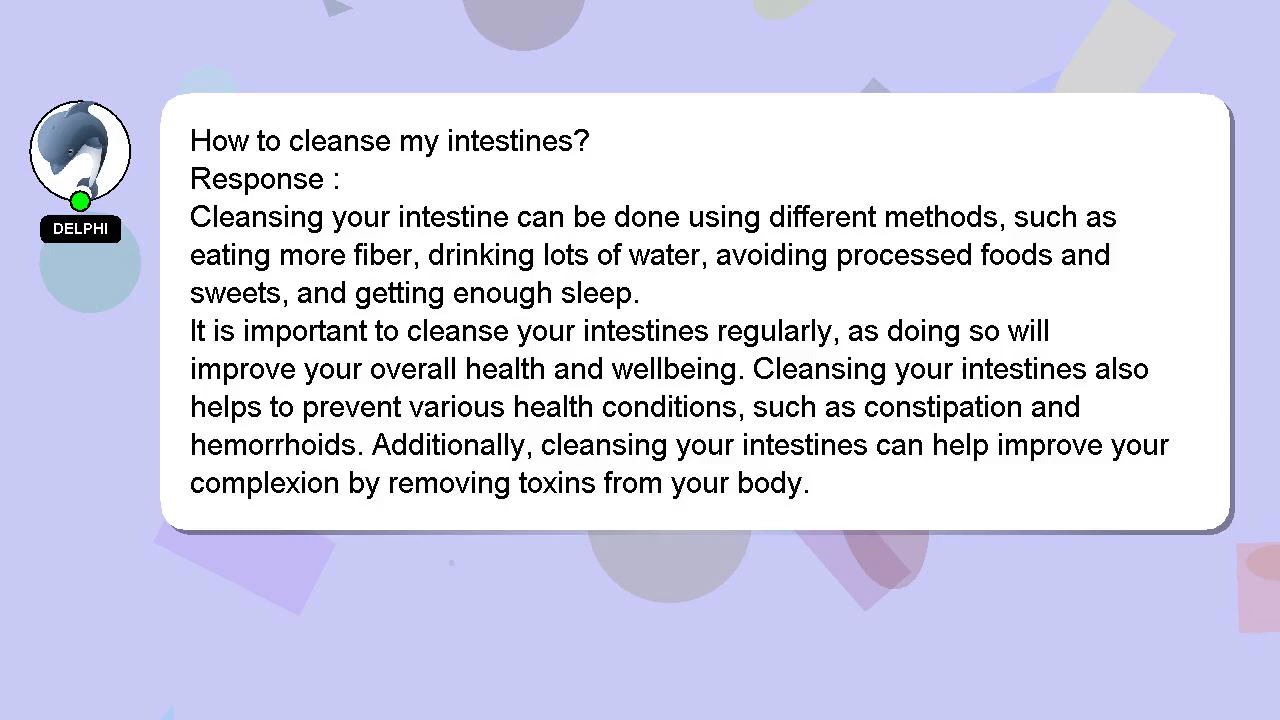 How to cleanse my intestines?
Response :
Cleansing your intestine can be done using different methods, such as
eating more fiber, drinking lots of water, avoiding processed foods and
sweets, and getting enough sleep.
It is important to cleanse your intestines regularly, as doing so will
improve your overall health and wellbeing. Cleansing your intestines also
helps to prevent various health conditions, such as constipation and
hemorrhoids. Additionally, cleansing your intestines can help improve your
complexion by removing toxins from your body.
DELPHI